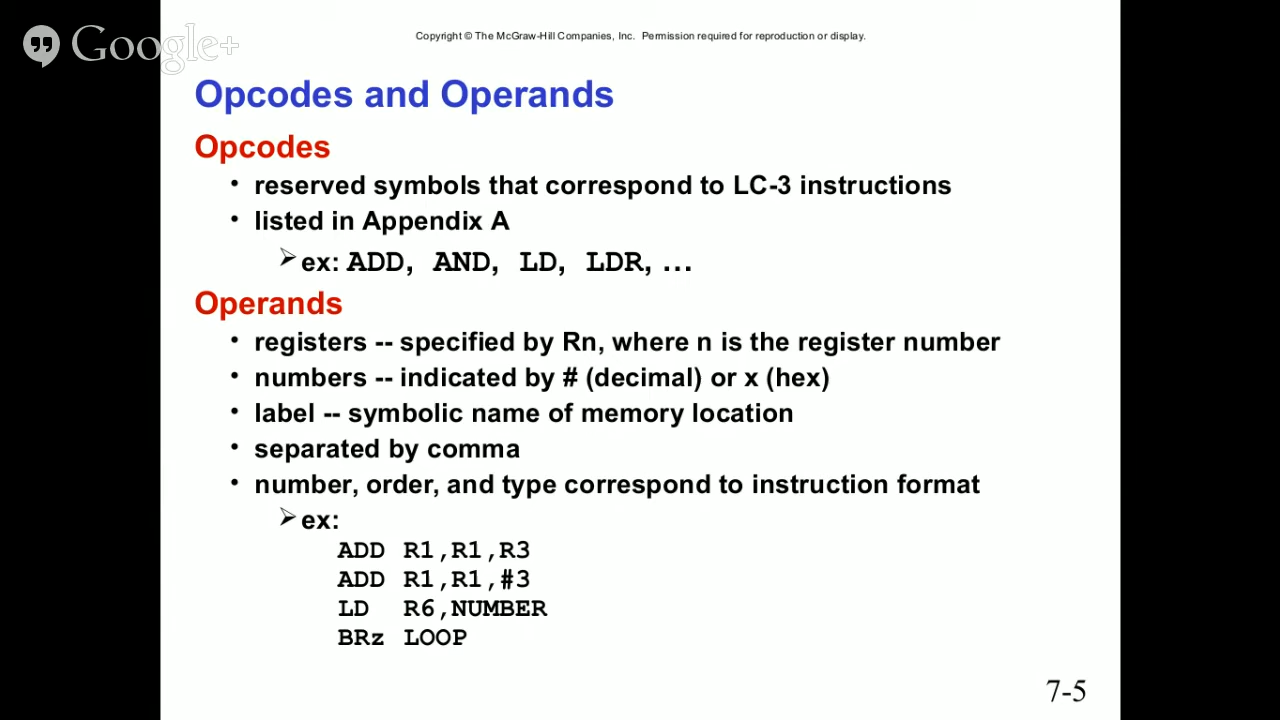 Google+
Copyright © The McGraw-Hill Companies, Inc. Permission required for reproduction or display.
Opcodes and Operands
Opcodes
• reserved symbols that correspond to LC-3 instructions
• listed in Appendix A
➢ ex: ADD, AND, LD, LDR, …
Operands
• registers -- specified by Rn, where n is the register number
• numbers -- indicated by # (decimal) or x (hex)
• label -- symbolic name of memory location
• separated by comma
• number, order, and type correspond to instruction format
➢ ex:
ADD R1,R1,R3
ADD R1,R1,#3
LD R6,NUMBER
BRz LOOP
7-5